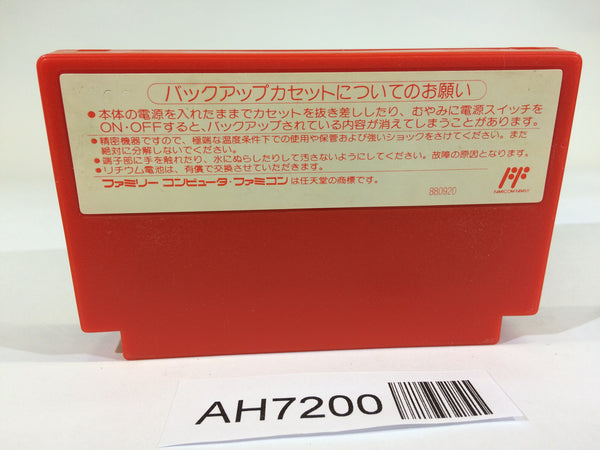 バックアップカセットについてのお願い
●本体の電源を入れたままでカセットを抜き差ししたり、むやみに電源スイッチを
ON・OFFすると、バックアップされている内容が消えてしまうことがあります。
●精密機器ですので、極端な温度条件下での使用や保管および強いショックをさけてください。また
絶対に分解しないでください。
●端子部に手を触れたり、水にぬらしたりして汚さないようにしてください。故障の原因となります。
●リチウム電池は、有償で交換させていただきます。
ファミリーコンピュータ・ファミコンは任天堂の商標です。
880920
FAMICOM FAMILY
AH7200